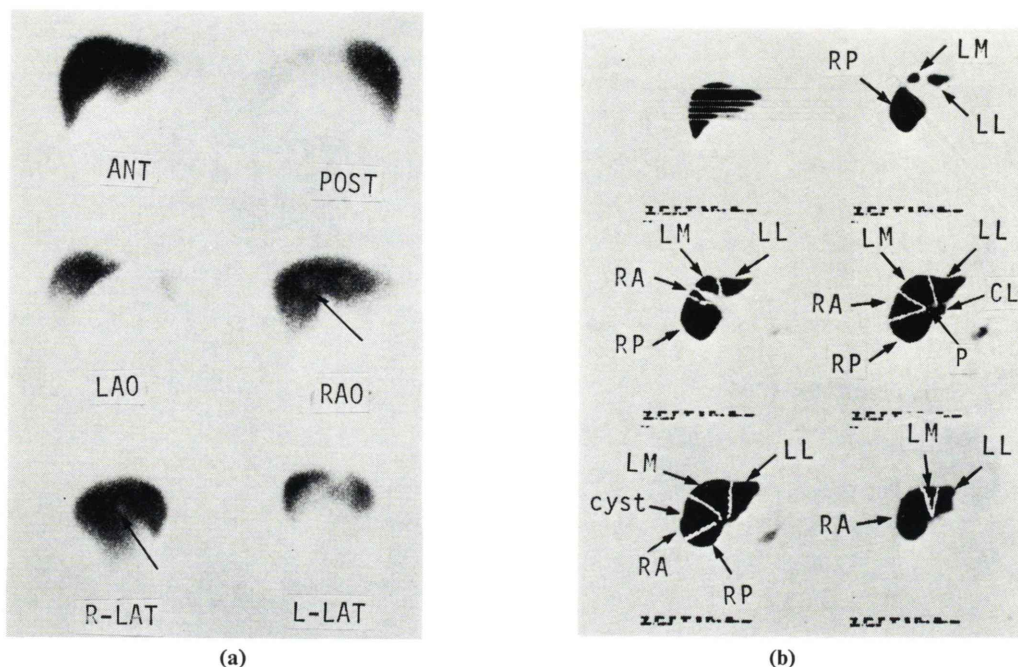 ANT
POST
LAO
RAO
R-LAT
L-LAT
(a)
RP
LM
LL
LM
LL
RA
RP
LM
LL
RA
CL
RP
P
LM
LL
cyst
RA
RP
LM
LL
RA
(b)